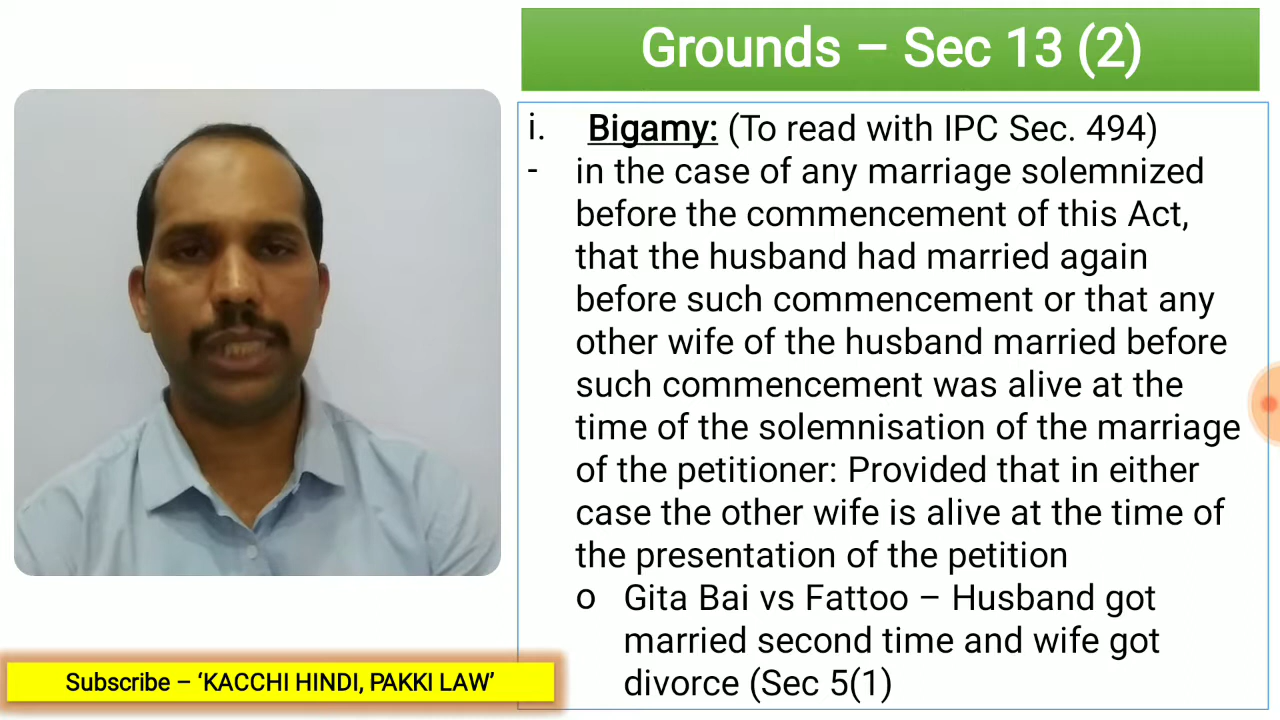 Grounds – Sec 13 (2)
i. Bigamy: (To read with IPC Sec. 494)
- in the case of any marriage solemnized
before the commencement of this Act,
that the husband had married again
before such commencement or that any
other wife of the husband married before
such commencement was alive at the
time of the solemnisation of the marriage
of the petitioner: Provided that in either
case the other wife is alive at the time of
the presentation of the petition
o Gita Bai vs Fattoo – Husband got
married second time and wife got
divorce (Sec 5(1)
Subscribe – ‘KACCHI HINDI, PAKKI LAW’